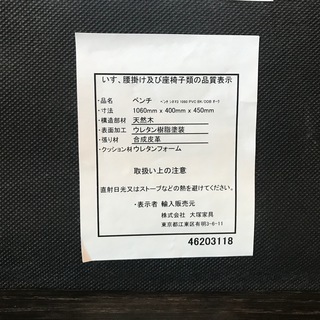 いす、腰掛け及び座椅子類の品質表示
・品名 ベンチ
・寸法 1060mm x 400mm x 450mm
・構造部材 天然木
・表面加工 ウレタン樹脂塗装
・張り材 合成皮革
・クッション材 ウレタンフォーム
取扱い上の注意
直射日光又はストーブなどの熱を避けてください。
・表示者 輸入販売元
株式会社 大塚家具
東京都江東区有明3-6-11
46203118